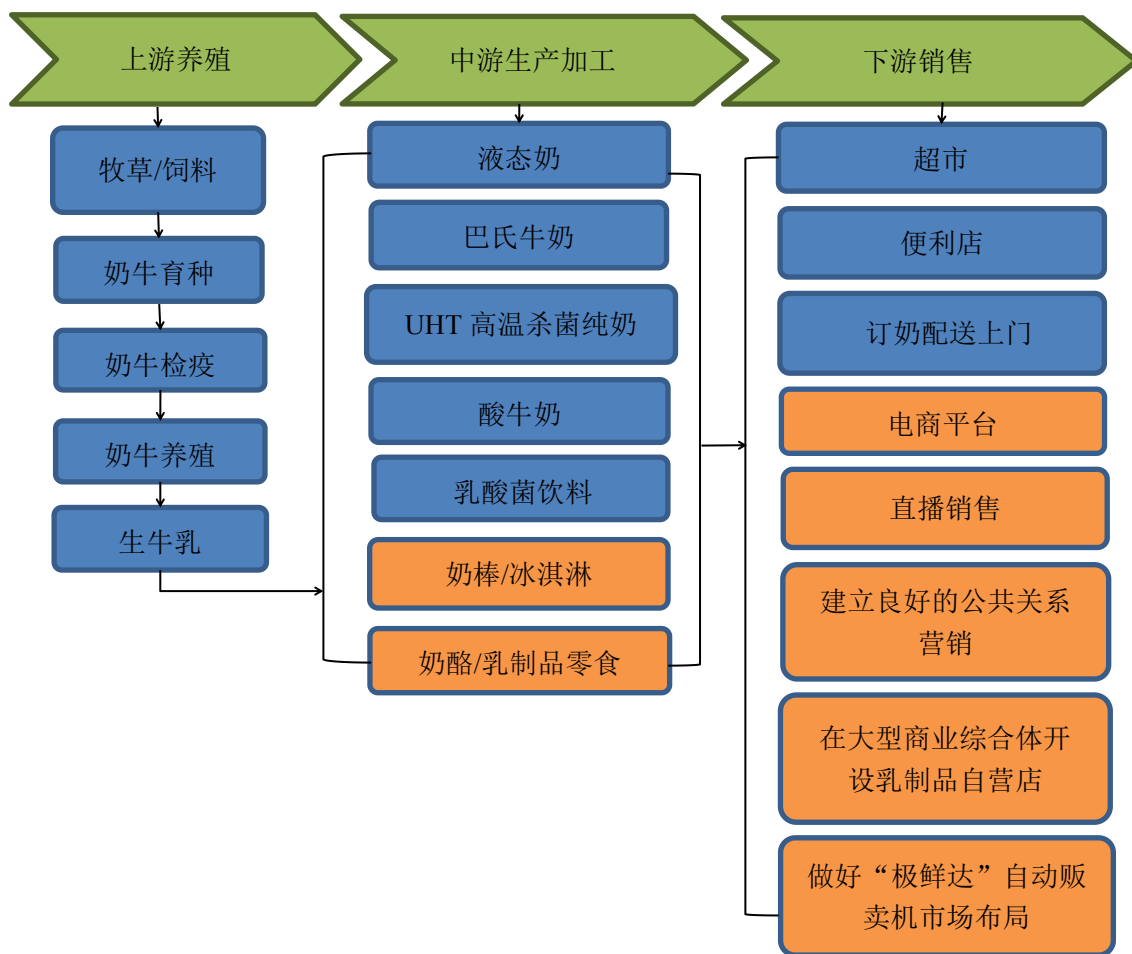 上游养殖
中游生产加工
下游销售
牧草/饲料
奶牛育种
奶牛检疫
奶牛养殖
生牛乳
液态奶
巴氏牛奶
UHT 高温杀菌纯奶
酸牛奶
乳酸菌饮料
奶棒/冰淇淋
奶酪/乳制品零食
超市
便利店
订奶配送上门
电商平台
直播销售
建立良好的公共关系
营销
在大型商业综合体开
设乳制品自营店
做好“极鲜达”自动贩
卖机市场布局